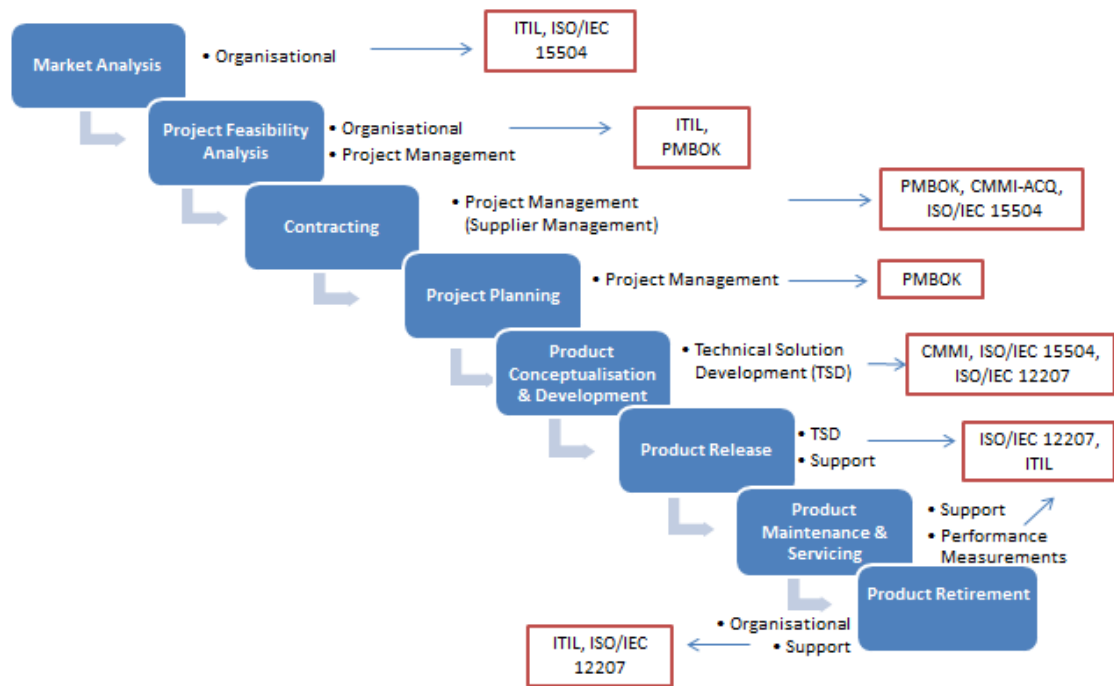 Market Analysis
• Organisational
ITIL, ISO/IEC
15504
Project Feasibility
Analysis
• Organisational
• Project Management
ITIL,
PMBOK
Contracting
• Project Management
(Supplier Management)
PMBOK, CMMI-ACQ,
ISO/IEC 15504
Project Planning
• Project Management
PMBOK
Product
Conceptualisation
& Development
• Technical Solution
Development (TSD)
CMMI, ISO/IEC 15504,
ISO/IEC 12207
Product Release
• TSD
• Support
ISO/IEC 12207,
ITIL
Product
Maintenance &
Servicing
• Support
• Performance
Measurements
Product Retirement
• Organisational
• Support
ITIL, ISO/IEC
12207